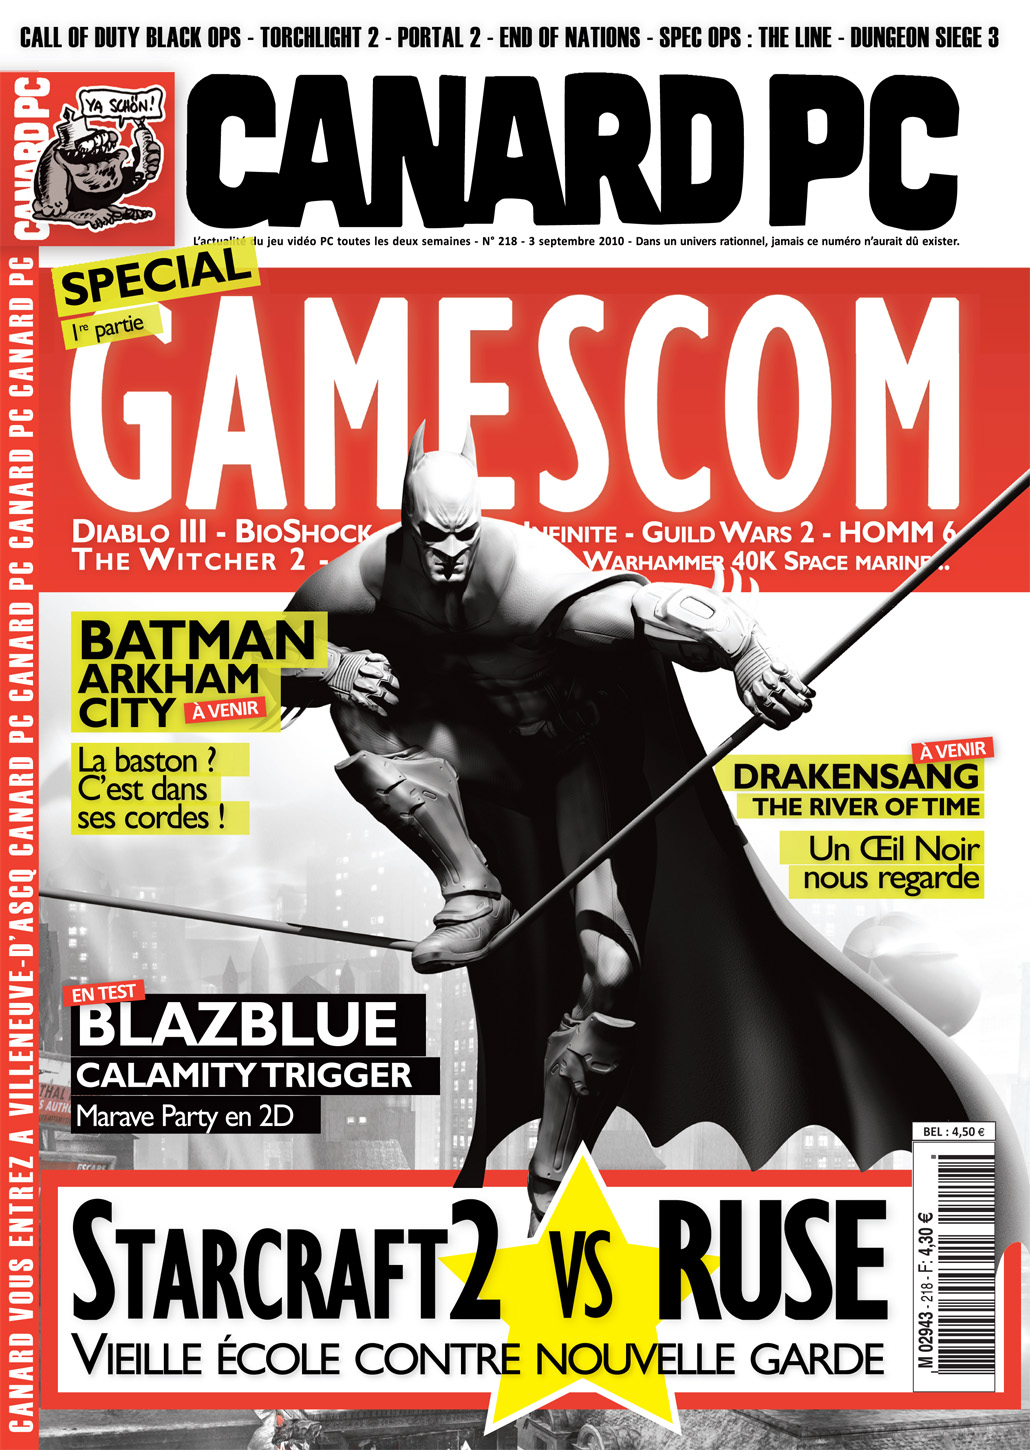 CALL OF DUTY BLACK OPS - TORCHLIGHT 2 - PORTAL 2 - END OF NATIONS - SPEC OPS : THE LINE - DUNGEON SIEGE 3
YA SCHÖN!
CANARD PC
L'actualité du jeu vidéo PC toutes les deux semaines - N° 218 - 3 septembre 2010 - Dans un univers rationnel, jamais ce numéro n'aurait dû exister.
SPECIAL
1re partie
GAMESCOM
DIABLO III - BIOSHOCK INFINITE - GUILD WARS 2 - HOMM 6
THE WITCHER 2 - WARHAMMER 40K SPACE MARINE...
BATMAN
ARKHAM
CITY À VENIR
La baston ?
C'est dans
ses cordes !
À VENIR
DRAKENSANG
THE RIVER OF TIME
Un Œil Noir
nous regarde
EN TEST
BLAZBLUE
CALAMITY TRIGGER
Marave Party en 2D
STARCRAFT2 VS RUSE
VIEILLE ÉCOLE CONTRE NOUVELLE GARDE
BEL : 4,50 €
M 02943 - 218 - F: 4,30 €
CANARD VOUS ENTREZ A VILLENEUVE-D'ASCQ CANARD PC CANARD PC CANARD PC CANARD PC CANARD PC